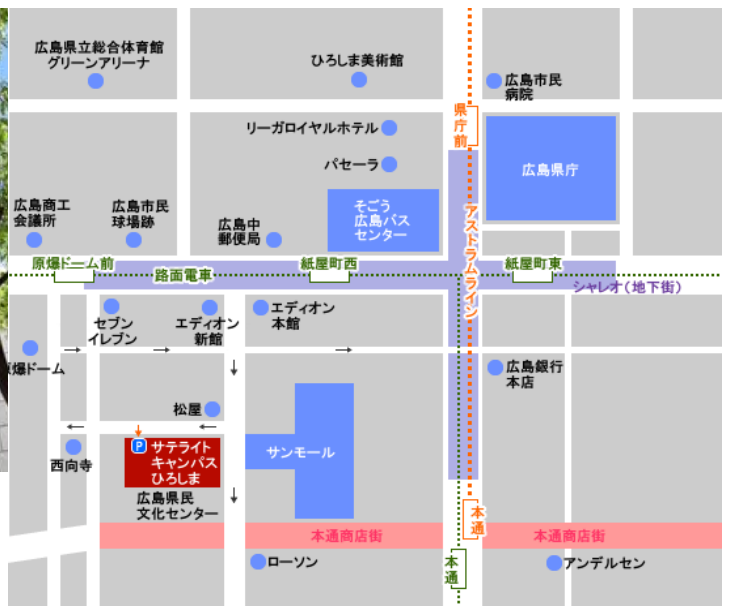 広島県立総合体育館
グリーンアリーナ
ひろしま美術館
広島市民
病院
県庁前
リーガロイヤルホテル
パセーラ
広島県庁
広島商工
会議所
広島市民
球場跡
広島中
郵便局
そごう
広島バス
センター
アストラムライン
原爆ドーム前
路面電車
紙屋町西
紙屋町東
シャレオ(地下街)
セブン
イレブン
エディオン
新館
エディオン
本館
原爆ドーム
広島銀行
本店
松屋
P
サテライト
キャンパス
ひろしま
サンモール
西向寺
広島県民
文化センター
本通
本通商店街
本通商店街
本通
ローソン
アンデルセン